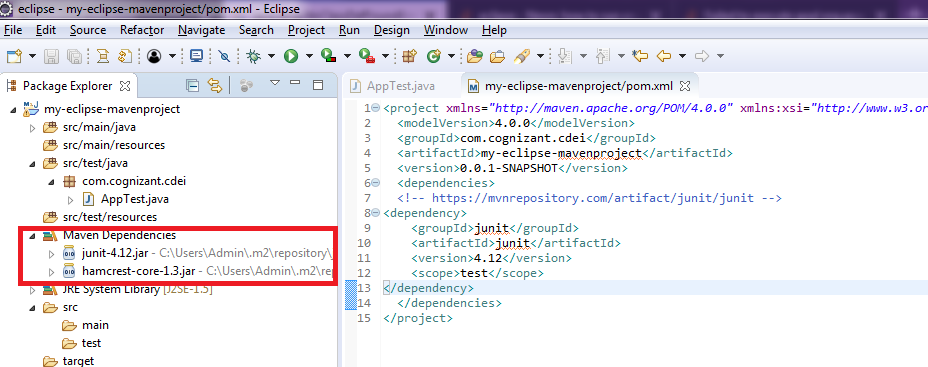 eclipse - my-eclipse-mavenproject/pom.xml - Eclipse
File Edit Source Refactor Navigate Search Project Run Design Window Help
Package Explorer
my-eclipse-mavenproject
src/main/java
src/main/resources
src/test/java
com.cognizant.cdei
AppTest.java
src/test/resources
Maven Dependencies
junit-4.12.jar - C:\Users\Admin\.m2\repository\
hamcrest-core-1.3.jar - C:\Users\Admin\.m2\rep
JRE System Library [J2SE-1.5]
src
main
test
target
AppTest.java
my-eclipse-mavenproject/pom.xml
1 <project xmlns="http://maven.apache.org/POM/4.0.0" xmlns:xsi="http://www.w3.or
2 <modelVersion>4.0.0</modelVersion>
3 <groupId>com.cognizant.cdei</groupId>
4 <artifactId>my-eclipse-mavenproject</artifactId>
5 <version>0.0.1-SNAPSHOT</version>
6 <dependencies>
7 <!-- https://mvnrepository.com/artifact/junit/junit -->
8 <dependency>
9 <groupId>junit</groupId>
10 <artifactId>junit</artifactId>
11 <version>4.12</version>
12 <scope>test</scope>
13 </dependency>
14 </dependencies>
15 </project>